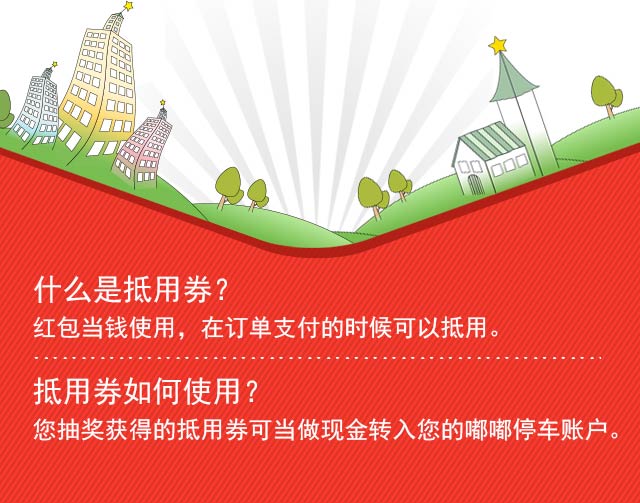 什么是抵用券？
红包当钱使用，在订单支付的时候可以抵用。
抵用券如何使用？
您抽奖获得的抵用券可当做现金转入您的嘟嘟停车账户。